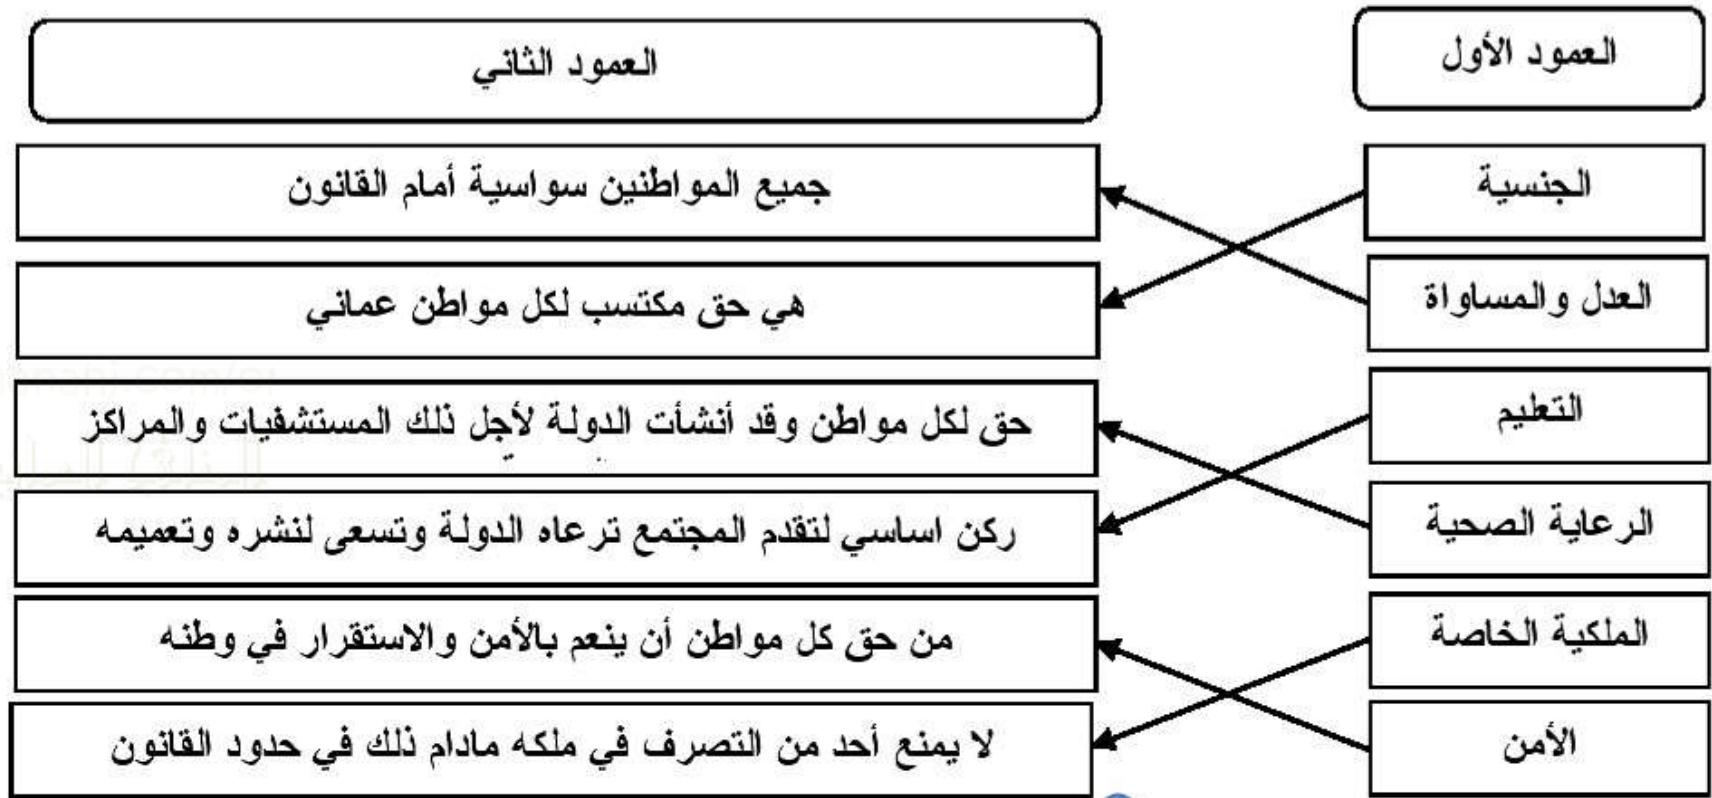 العمود الأول
العمود الثاني
الجنسية
جميع المواطنين سواسية أمام القانون
العدل والمساواة
هي حق مكتسب لكل مواطن عماني
التعليم
حق لكل مواطن وقد أنشأت الدولة لأجل ذلك المستشفيات والمراكز
الرعاية الصحية
ركن اساسي لتقدم المجتمع ترعاه الدولة وتسعى لنشره وتعميمه
الملكية الخاصة
من حق كل مواطن أن ينعم بالأمن والاستقرار في وطنه
الأمن
لا يمنع أحد من التصرف في ملكه مادام ذلك في حدود القانون